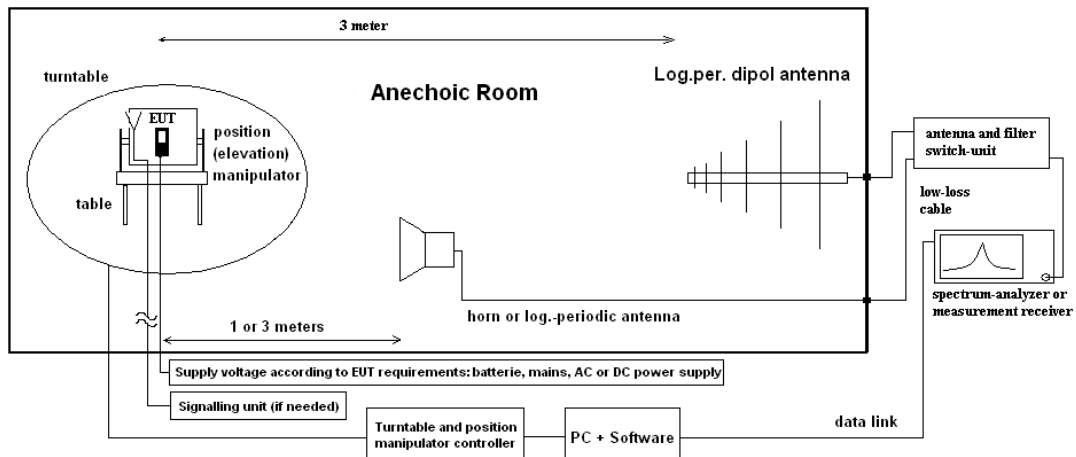 3 meter
turntable
Log.per. dipol antenna
Anechoic Room
EUT
position
(elevation)
manipulator
antenna and filter
switch-unit
table
low-loss
cable
spectrum-analyzer or
measurement receiver
horn or log.-periodic antenna
1 or 3 meters
Supply voltage according to EUT requirements: batterie, mains, AC or DC power supply
Signalling unit (if needed)
Turntable and position
manipulator controller
PC + Software
data link